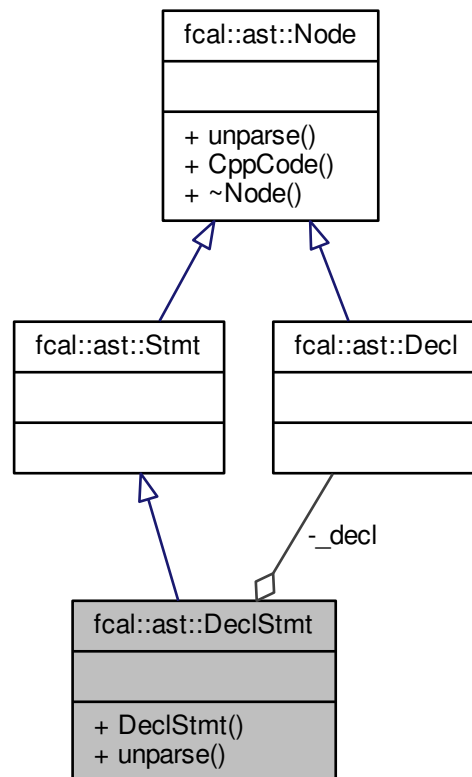 fcal::ast::Node
+ unparse()
+ CppCode()
+ ~Node()
fcal::ast::Stmt
fcal::ast::Decl
-_decl
fcal::ast::DeclStmt
+ DeclStmt()
+ unparse()